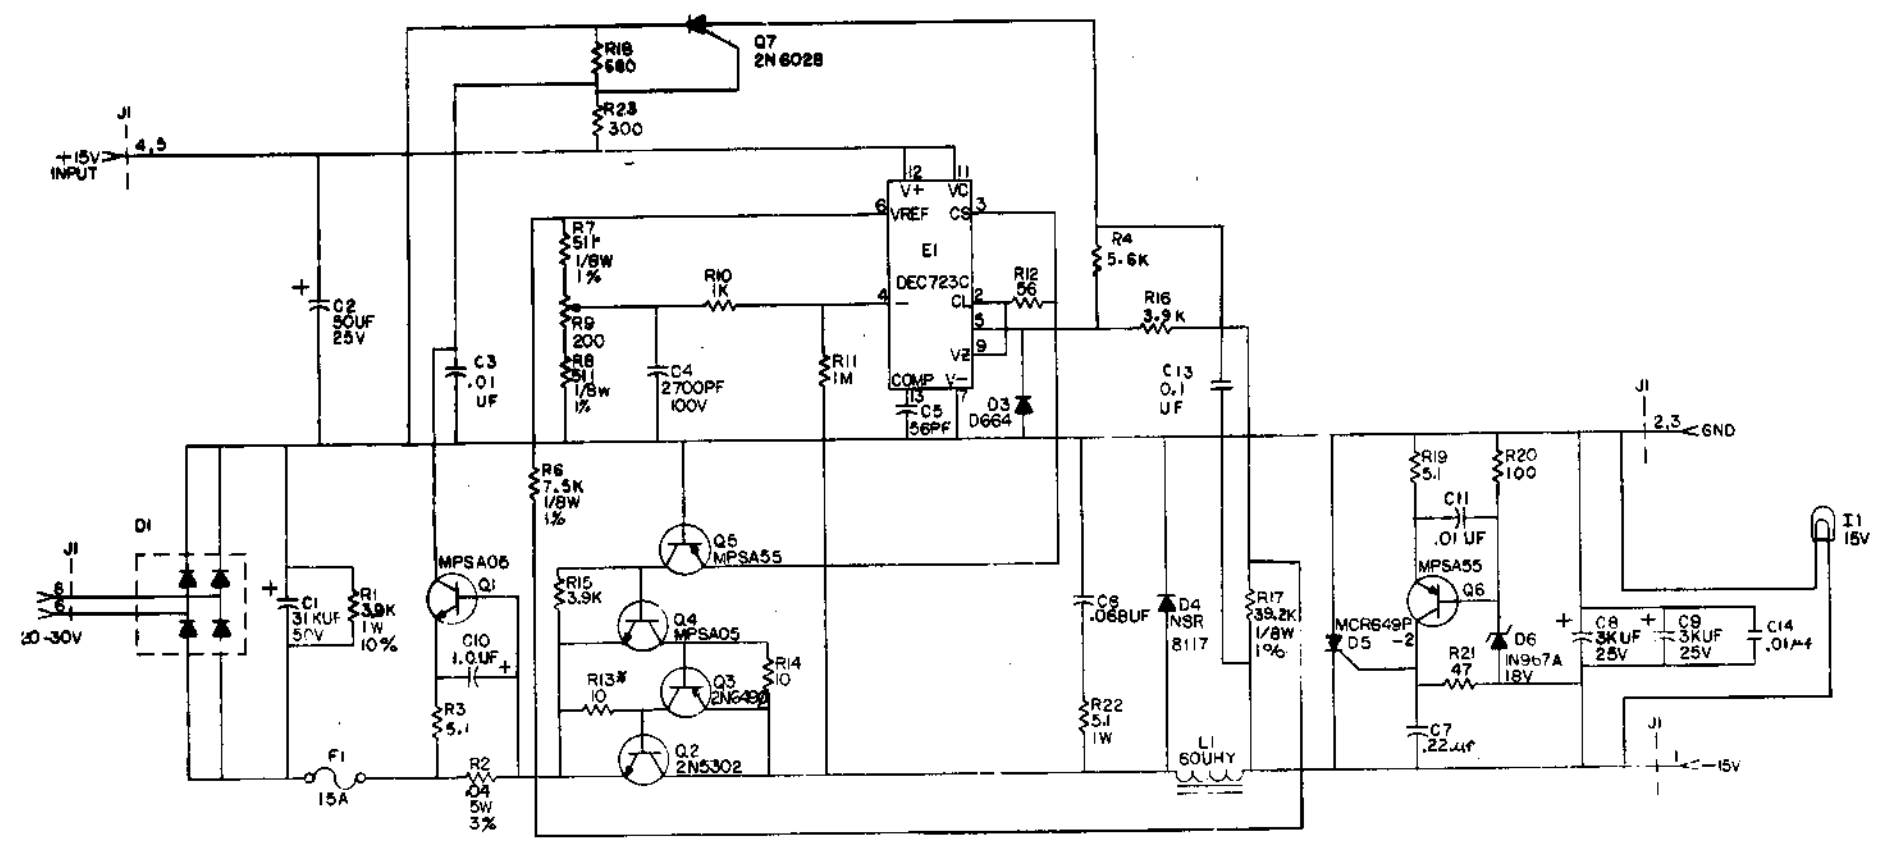 Q7
2N6028
R18
680
R23
300
J1
4,5
+15V
INPUT
12
11
V+
VC
6
VREF
CS
3
E1
DEC723C
4
−
CL
2
5
VZ
9
COMP
V−
13
7
R7
511
1/8W
1%
R9
200
R8
511
1/8W
1%
R10
1K
R12
56
R4
5.6K
R16
3.9K
+
C2
50UF
25V
C3
.01
UF
C4
2700PF
100V
R11
1M
C5
56PF
D3
D664
C13
0.1
UF
J1
2,3
GND
R6
7.5K
1/8W
1%
R19
5.1
R20
100
C11
.01UF
I1
15V
D1
J1
20-30V
+
C1
31KUF
50V
R1
3.9K
1W
10%
MPSA05
Q1
C10
1.0UF
+
R3
5.1
F1
15A
R2
.04
5W
3%
Q5
MPSA55
R15
3.9K
Q4
MPSA05
R14
10
R13*
10
Q3
2N6490
Q2
2N5302
C6
.068UF
D4
NSR
8117
R22
5.1
1W
L1
60UHY
R17
39.2K
1/8W
1%
MPSA55
Q6
MCR649P
-2
D5
R21
47
D6
1N967A
18V
C7
.22uf
+
C8
3KUF
25V
+
C9
3KUF
25V
C14
.01μf
J1
1
−15V